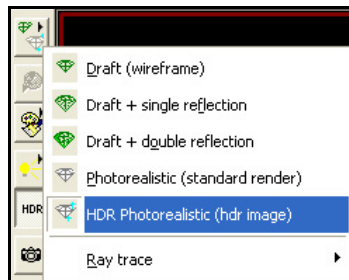 Draft (wireframe)
Draft + single reflection
Draft + double reflection
Photorealistic (standard render)
HDR
HDR Photorealistic (hdr image)
Ray trace